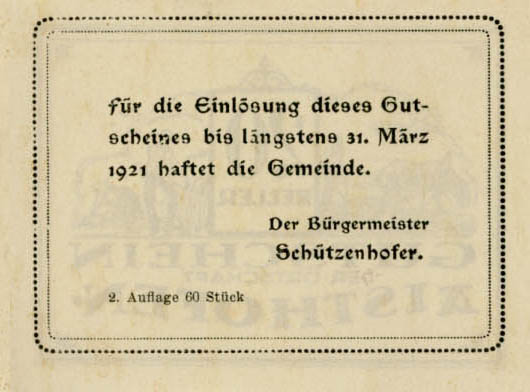 für die Einlösung dieses Gut-
scheines bis längstens 31. März
1921 haftet die Gemeinde.
Der Bürgermeister
Schützenhofer.
2. Auflage 60 Stück